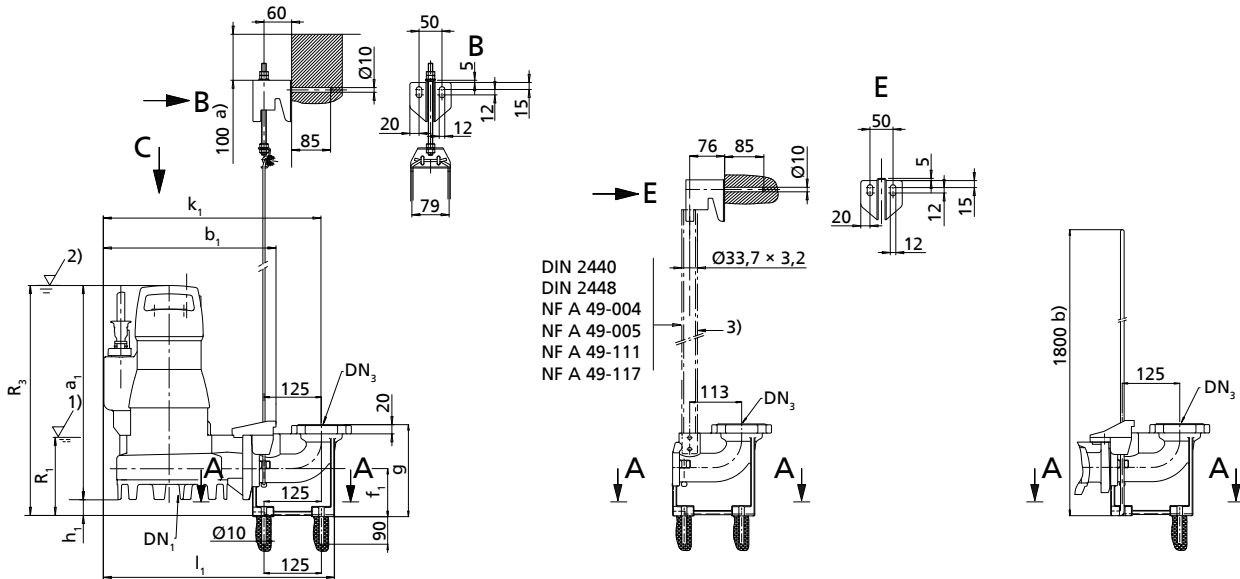 60
50
B
Ø10
5
B
100 a)
12
15
85
20
12
C
79
k₁
b₁
2)
R₃
a₁
1)
R₁
h₁
DN₁
l₁
125
DN₃
20
A
A
g
f₁
125
Ø10
90
125
E
50
76
85
Ø10
5
E
20
12
15
12
DIN 2440
DIN 2448
NF A 49-004
NF A 49-005
NF A 49-111
NF A 49-117
Ø33,7 × 3,2
3)
113
DN₃
A
A
1800 b)
125
DN₃
A
A